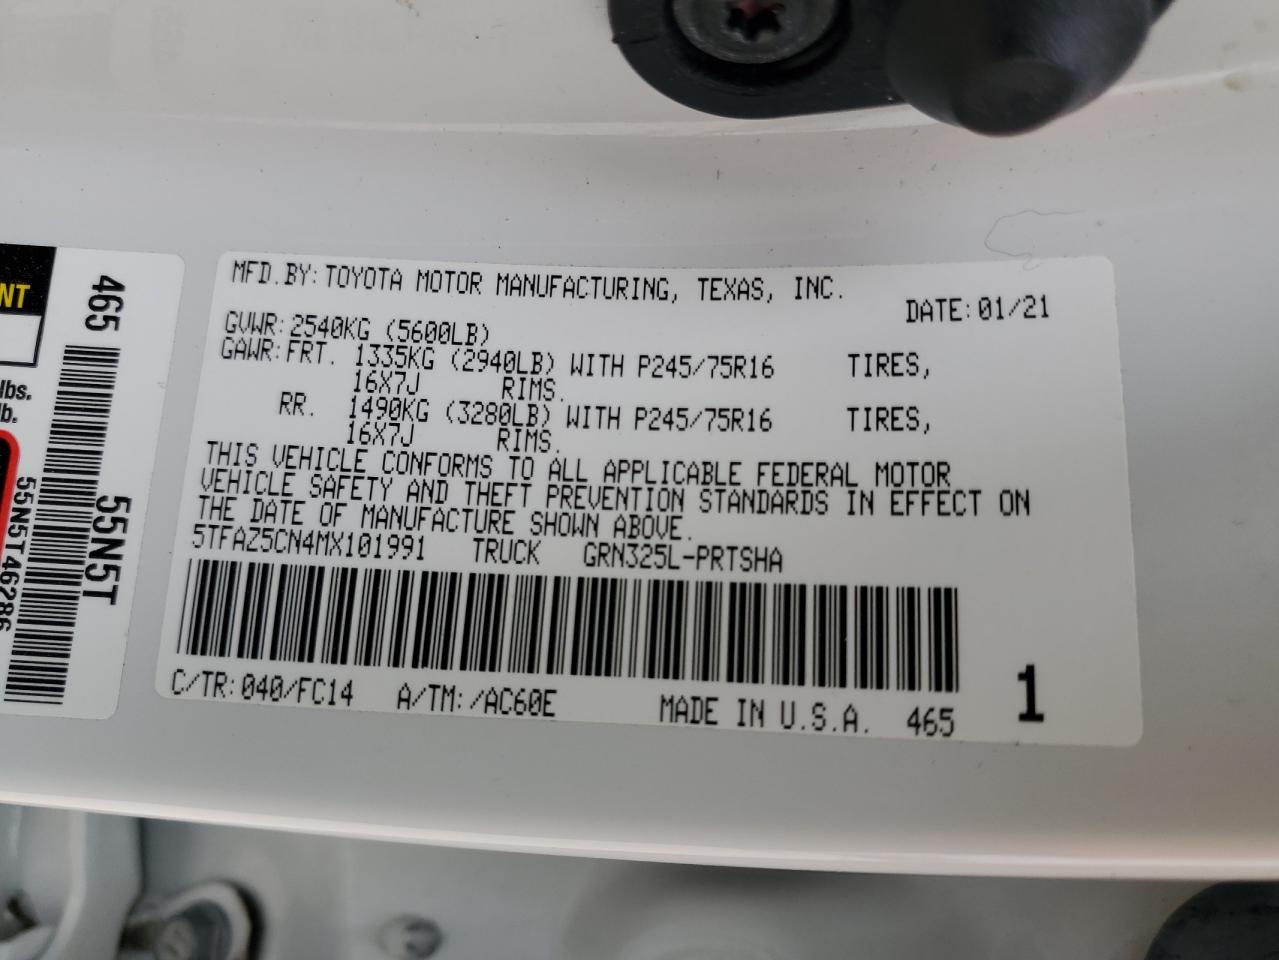 NT
lbs.
lb.
465
55N5T
55N5T46286
MFD.BY:TOYOTA MOTOR MANUFACTURING, TEXAS, INC.
DATE:01/21
GVWR:2540KG (5600LB)
GAWR:FRT. 1335KG (2940LB) WITH P245/75R16 TIRES,
16X7J RIMS.
RR. 1490KG (3280LB) WITH P245/75R16 TIRES,
16X7J RIMS.
THIS VEHICLE CONFORMS TO ALL APPLICABLE FEDERAL MOTOR
VEHICLE SAFETY AND THEFT PREVENTION STANDARDS IN EFFECT ON
THE DATE OF MANUFACTURE SHOWN ABOVE.
5TFAZ5CN4MX101991 TRUCK GRN325L-PRTSHA
C/TR:040/FC14 A/TM:/AC60E MADE IN U.S.A. 465 1